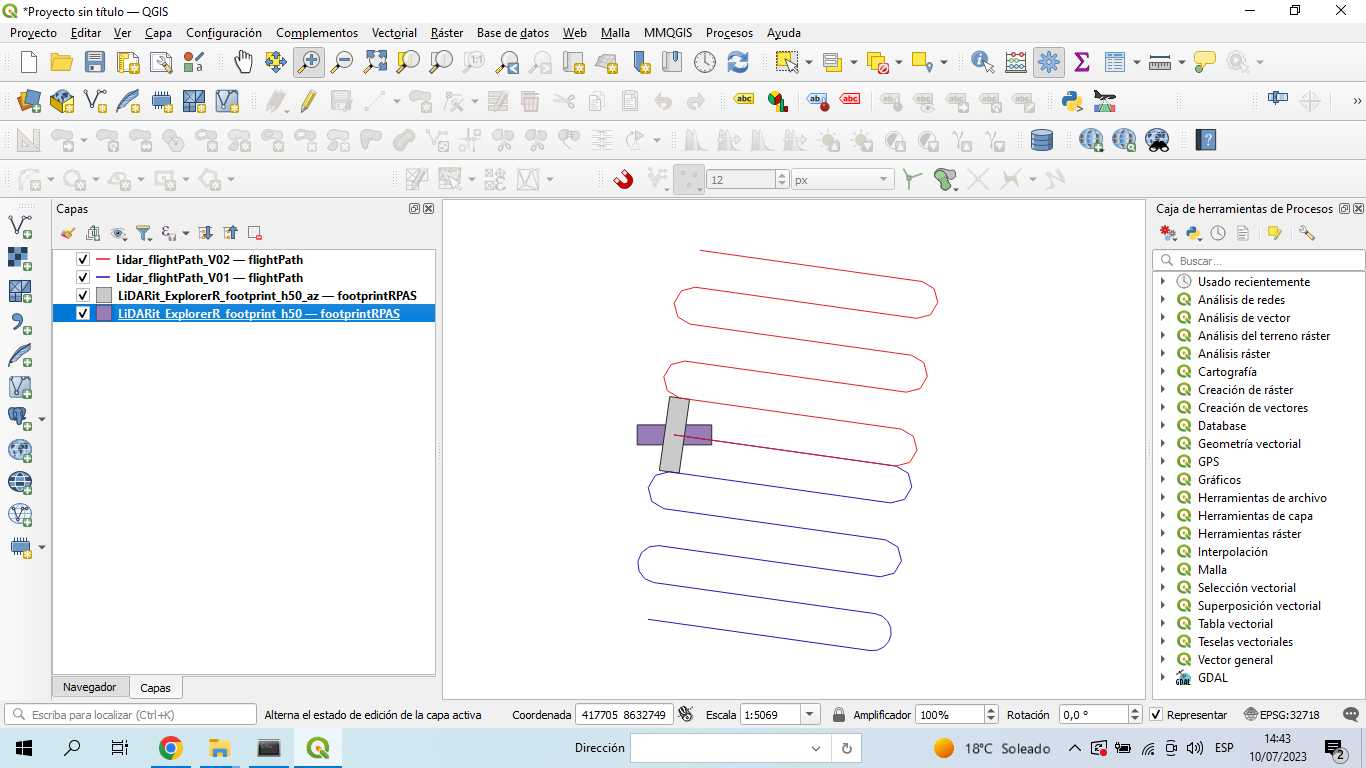 *Proyecto sin título — QGIS
Proyecto Editar Ver Capa Configuración Complementos Vectorial Ráster Base de datos Web Malla MMQGIS Procesos Ayuda
12 px
Capas
Lidar_flightPath_V02 — flightPath
Lidar_flightPath_V01 — flightPath
LiDARit_ExplorerR_footprint_h50_az — footprintRPAS
LiDARit_ExplorerR_footprint_h50 — footprintRPAS
Navegador Capas
Caja de herramientas de Procesos
Buscar...
Usado recientemente
Análisis de redes
Análisis de vector
Análisis del terreno ráster
Análisis ráster
Cartografía
Creación de ráster
Creación de vectores
Database
Geometría vectorial
GPS
Gráficos
Herramientas de archivo
Herramientas de capa
Herramientas ráster
Interpolación
Malla
Selección vectorial
Superposición vectorial
Tabla vectorial
Teselas vectoriales
Vector general
GDAL
Escriba para localizar (Ctrl+K) Alterna el estado de edición de la capa activa Coordenada 417705 8632749 Escala 1:5069 Amplificador 100% Rotación 0,0 ° Representar EPSG:32718
Dirección 18°C Soleado ESP 14:43
10/07/2023 2